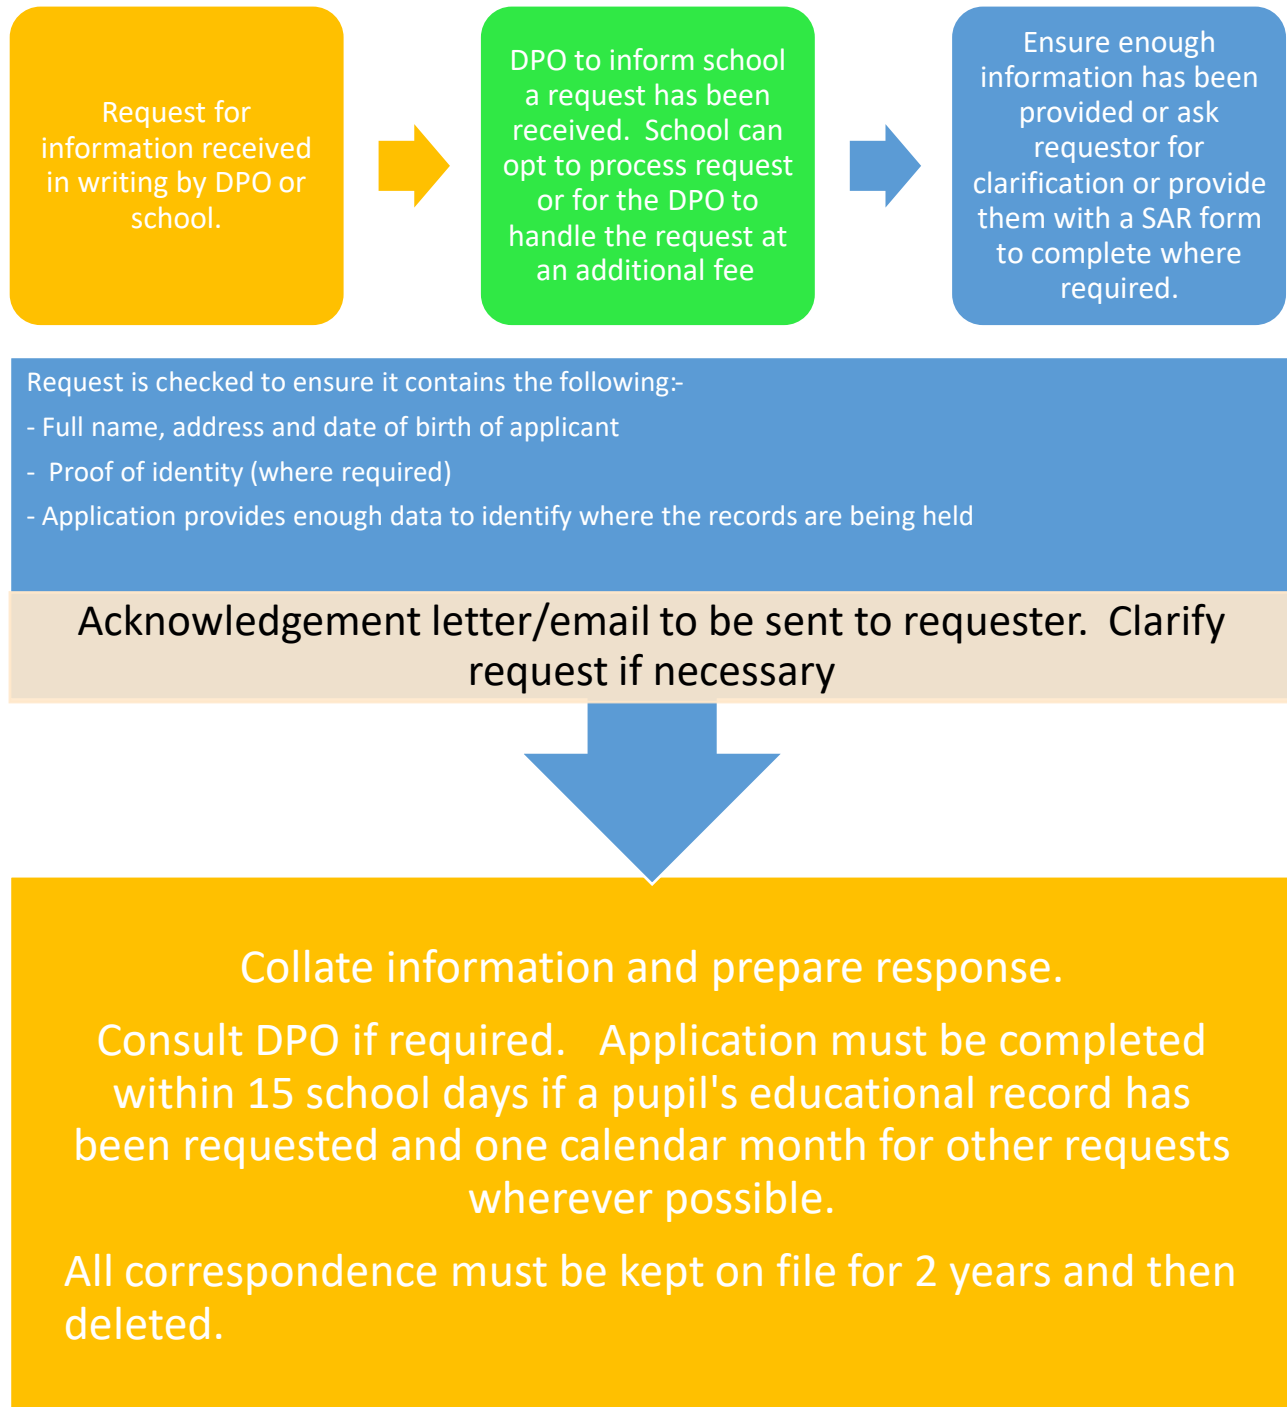 Request for
information received
in writing by DPO or
school.
DPO to inform school
a request has been
received.  School can
opt to process request
or for the DPO to
handle the request at
an additional fee
Ensure enough
information has been
provided or ask
requestor for
clarification or provide
them with a SAR form
to complete where
required.
Request is checked to ensure it contains the following:-
- Full name, address and date of birth of applicant
-  Proof of identity (where required)
- Application provides enough data to identify where the records are being held
Acknowledgement letter/email to be sent to requester.  Clarify
request if necessary
Collate information and prepare response.
Consult DPO if required.   Application must be completed
within 15 school days if a pupil's educational record has
been requested and one calendar month for other requests
wherever possible.
All correspondence must be kept on file for 2 years and then
deleted.